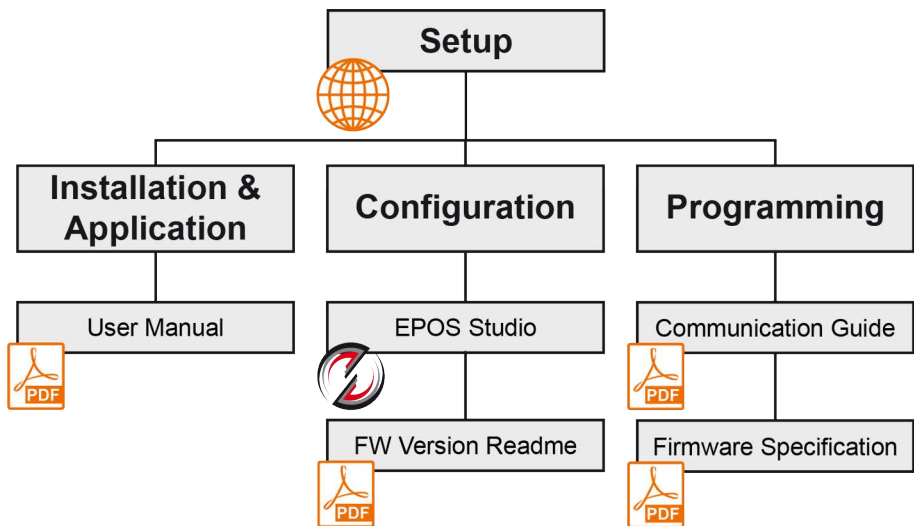 Setup
Installation &
Application
Configuration
Programming
User Manual
EPOS Studio
Communication Guide
PDF
PDF
FW Version Readme
Firmware Specification
PDF
PDF